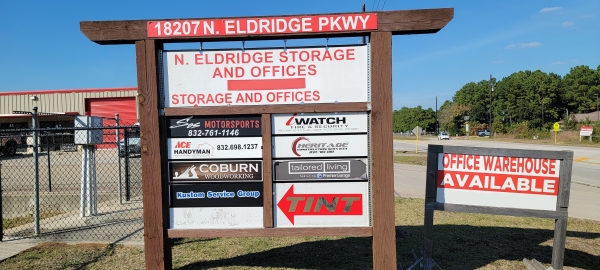 18207 N. ELDRIDGE PKWY
N. ELDRIDGE STORAGE
AND OFFICES
STORAGE AND OFFICES
MOTORSPORTS
832-761-1146
WATCH
FIRE & SECURITY
ACE
HANDYMAN
832.698.1237
HERITAGE
COBURN
WOODWORKING
tailored living
Kustom Service Group
TINT
OFFICE WAREHOUSE
AVAILABLE